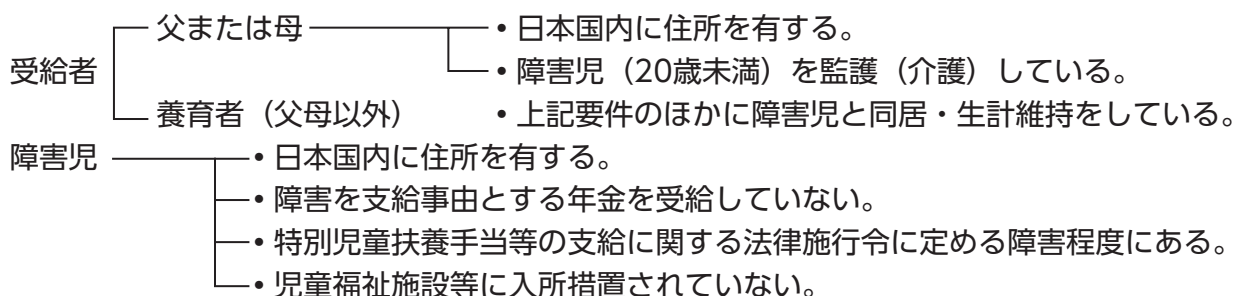 父または母 • 日本国内に住所を有する。
受給者 • 障害児（20歳未満）を監護（介護）している。
養育者（父母以外） • 上記要件のほかに障害児と同居・生計維持をしている。
障害児 • 日本国内に住所を有する。
• 障害を支給事由とする年金を受給していない。
• 特別児童扶養手当等の支給に関する法律施行令に定める障害程度にある。
• 児童福祉施設等に入所措置されていない。